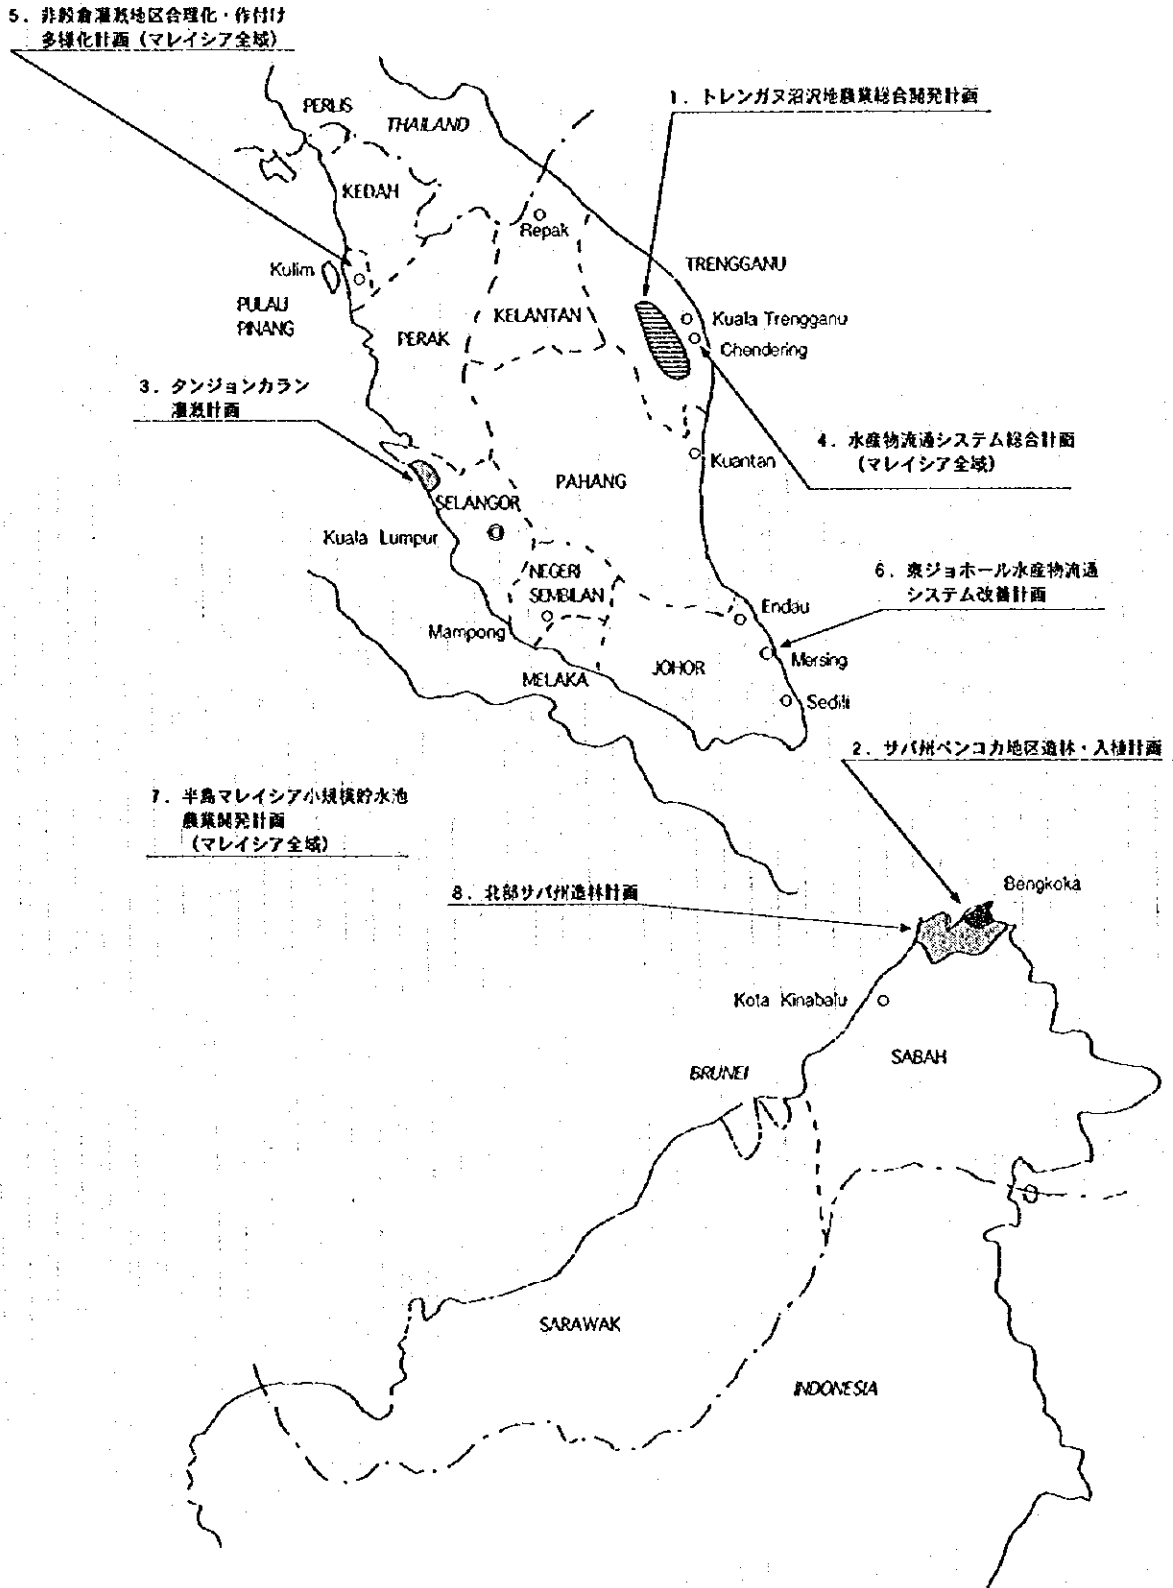 5. 非穀倉灌漑地区合理化・作付け
多様化計画 (マレイシア全域)
1. トレンガヌ沼沢地農業総合開発計画
PERLIS
THAILAND
KEDAH
Repak
TRENGGANU
Kulim
PULAU
PINANG
KELANTAN
Kuala Trengganu
PERAK
Chendering
3. タンジョンカラン
灌漑計画
4. 水産物流通システム総合計画
(マレイシア全域)
Kuantan
PAHANG
SELANGOR
Kuala Lumpur
NEGERI
SEMBILAN
6. 東ジョホール水産物流通
システム改善計画
Endau
Mampong
Mersing
JOHOR
MELAKA
Sedili
2. サバ州ベンコカ地区造林・入植計画
7. 半島マレイシア小規模貯水池
農業開発計画
(マレイシア全域)
8. 北部サバ州造林計画
Bengkoka
Kota Kinabalu
SABAH
BRUNEI
SARAWAK
INDONESIA